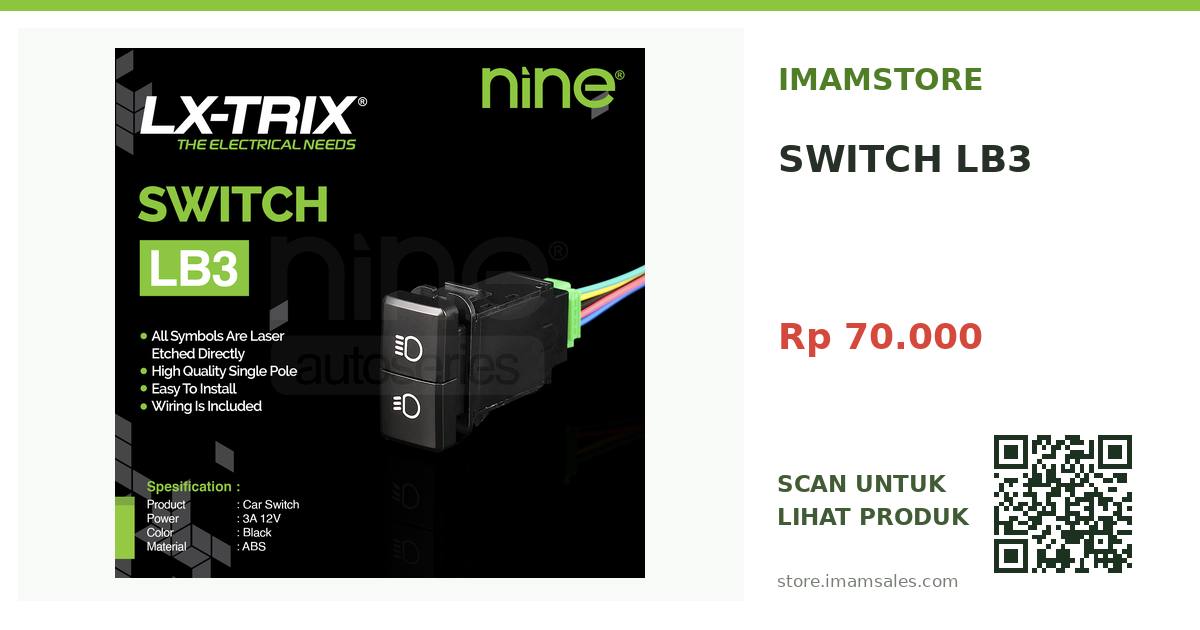 LX-TRIX®
THE ELECTRICAL NEEDS
nine®
SWITCH
LB3
All Symbols Are Laser
Etched Directly
High Quality Single Pole
Easy To Install
Wiring Is Included
nine®
autoseries
Spesification :
Product : Car Switch
Power : 3A 12V
Color : Black
Material : ABS
IMAMSTORE
SWITCH LB3
Rp 70.000
SCAN UNTUK
LIHAT PRODUK
store.imamsales.com